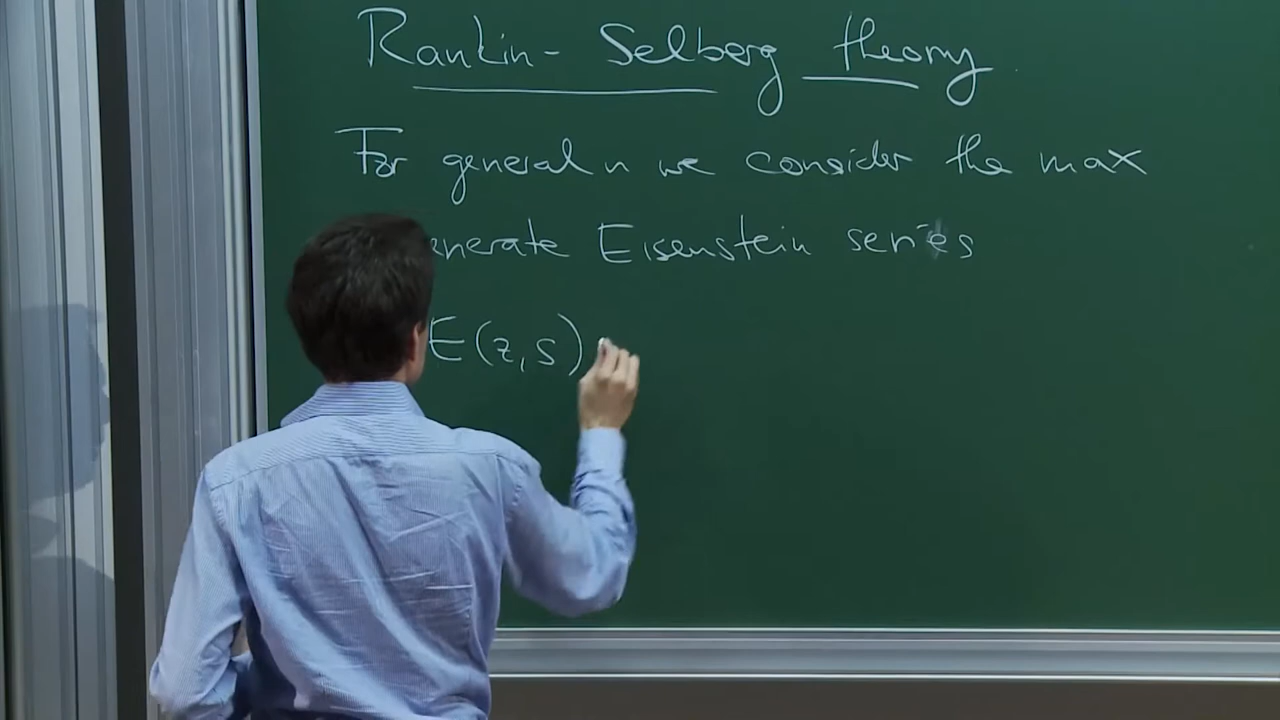 Rankin-Selberg theory
For general n we consider the max
enerate Eisenstein series
E(z,s)